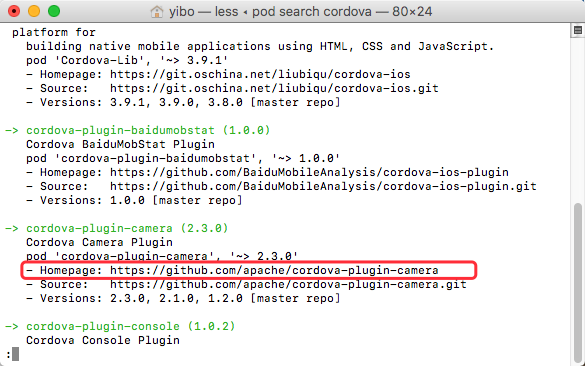 yibo — less ◂ pod search cordova — 80×24
platform for
building native mobile applications using HTML, CSS and JavaScript.
pod 'Cordova-Lib', '~> 3.9.1'
- Homepage: https://git.oschina.net/liubiqu/cordova-ios
- Source:   https://git.oschina.net/liubiqu/cordova-ios.git
- Versions: 3.9.1, 3.9.0, 3.8.0 [master repo]
-> cordova-plugin-baidumobstat (1.0.0)
Cordova BaiduMobStat Plugin
pod 'cordova-plugin-baidumobstat', '~> 1.0.0'
- Homepage: https://github.com/BaiduMobileAnalysis/cordova-ios-plugin
- Source:   https://github.com/BaiduMobileAnalysis/cordova-ios-plugin.git
- Versions: 1.0.0 [master repo]
-> cordova-plugin-camera (2.3.0)
Cordova Camera Plugin
pod 'cordova-plugin-camera', '~> 2.3.0'
- Homepage: https://github.com/apache/cordova-plugin-camera
- Source:   https://github.com/apache/cordova-plugin-camera.git
- Versions: 2.3.0, 2.1.0, 1.2.0 [master repo]
-> cordova-plugin-console (1.0.2)
Cordova Console Plugin
: